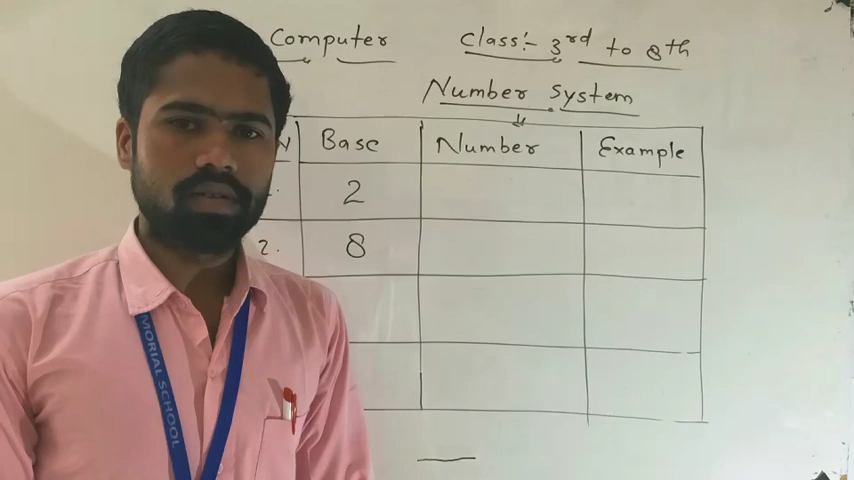 Computer Class:- 3rd to 8th
Number System
Base Number Example
2
2. 8
MORIAL SCHOOL